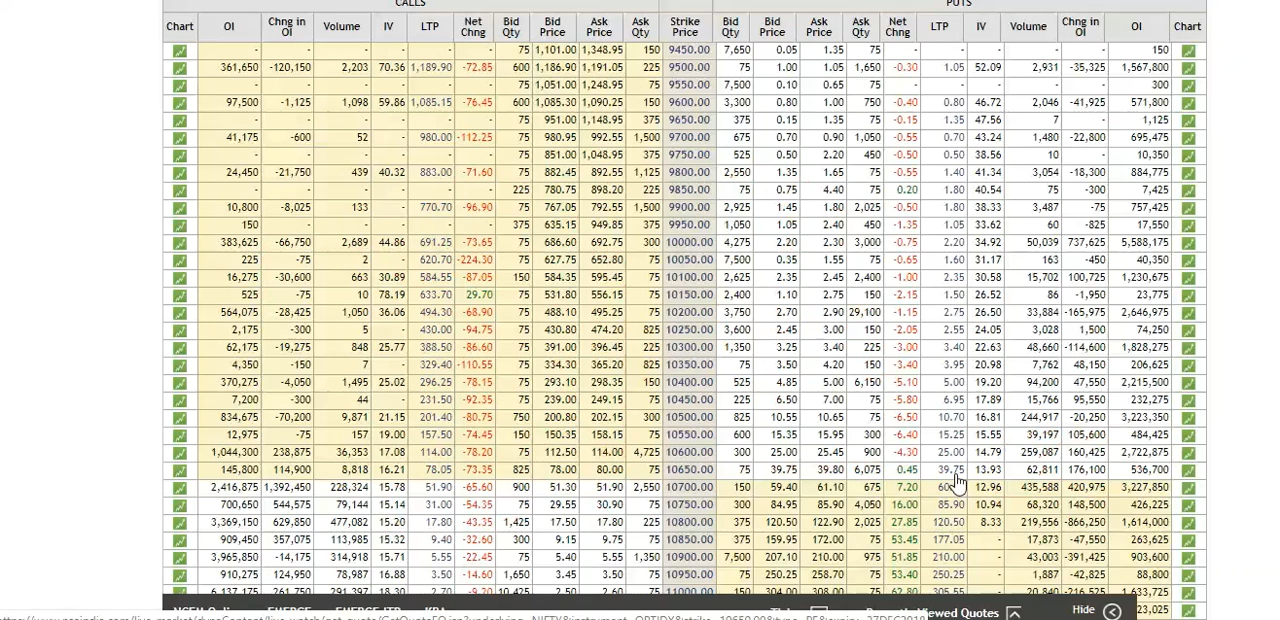 CALLS PUTS
Chart OI Chng in OI Volume IV LTP Net Chng Bid Qty Bid Price Ask Price Ask Qty Strike Price Bid Qty Bid Price Ask Price Ask Qty Net Chng LTP IV Volume Chng in OI OI Chart
- - - - - - 75 1,101.00 1,348.95 150 9450.00 7,650 0.05 1.35 75 - - - - - 150
361,650 -120,150 2,203 70.36 1,189.90 -72.85 600 1,186.90 1,191.05 225 9500.00 75 1.00 1.05 1,650 -0.30 1.05 52.09 2,931 -35,325 1,567,800
- - - - - - 75 1,051.00 1,248.95 75 9550.00 7,500 0.10 0.65 75 - - - - - 300
97,500 -1,125 1,098 59.86 1,085.15 -76.45 600 1,085.30 1,090.25 150 9600.00 3,300 0.80 1.00 750 -0.40 0.80 46.72 2,046 -41,925 571,800
- - - - - - 75 951.00 1,148.95 375 9650.00 375 0.15 1.35 75 -0.15 1.35 47.56 7 - 1,125
41,175 -600 52 - 980.00 -112.25 75 980.95 992.55 1,500 9700.00 675 0.70 0.90 1,050 -0.55 0.70 43.24 1,480 -22,800 695,475
- - - - - - 75 851.00 1,048.95 375 9750.00 525 0.50 2.20 450 -0.50 0.50 38.56 10 - 10,350
24,450 -21,750 439 40.32 883.00 -71.60 75 882.45 892.55 1,125 9800.00 2,550 1.35 1.65 75 -0.55 1.40 41.34 3,054 -18,300 884,775
- - - - - - 225 780.75 898.20 225 9850.00 75 0.75 4.40 75 0.20 1.80 40.54 75 -300 7,425
10,800 -8,025 133 - 770.70 -96.90 75 767.05 792.55 1,500 9900.00 2,925 1.45 1.80 2,025 -0.50 1.80 38.33 3,487 -75 757,425
150 - - - - - 375 635.15 949.85 375 9950.00 1,050 1.05 2.40 450 -1.35 1.05 33.62 60 -825 17,550
383,625 -66,750 2,689 44.86 691.25 -73.65 75 686.60 692.75 300 10000.00 4,275 2.20 2.30 3,000 -0.75 2.20 34.92 50,039 737,625 5,588,175
225 -75 2 - 620.70 -224.30 75 627.75 652.80 75 10050.00 7,500 0.35 1.55 75 -0.65 1.60 31.17 163 -450 40,350
16,275 -30,600 663 30.89 584.55 -87.05 150 584.35 595.45 75 10100.00 2,625 2.35 2.45 2,400 -1.00 2.35 30.58 15,702 100,725 1,230,675
525 -75 10 78.19 633.70 29.70 75 531.80 556.15 75 10150.00 2,400 1.10 2.75 150 -2.15 1.50 26.52 86 -1,950 23,775
564,075 -28,425 1,050 36.06 494.30 -68.90 75 488.10 495.25 75 10200.00 3,750 2.70 2.90 29,100 -1.15 2.75 26.50 33,884 -165,975 2,646,975
2,175 -300 5 - 430.00 -94.75 75 430.80 474.20 825 10250.00 3,600 2.45 3.00 150 -2.05 2.55 24.05 3,028 1,500 74,250
62,175 -19,275 848 25.77 388.50 -86.60 75 391.00 396.45 225 10300.00 1,350 3.25 3.40 225 -3.00 3.40 22.63 48,660 -114,600 1,828,275
4,350 -150 7 - 329.40 -110.55 75 334.30 365.20 825 10350.00 75 3.50 4.20 150 -3.40 3.95 20.98 7,762 48,150 206,625
370,275 -4,050 1,495 25.02 296.25 -78.15 75 293.10 298.35 150 10400.00 525 4.85 5.00 6,150 -5.10 5.00 19.20 94,200 47,550 2,215,500
7,200 -300 44 - 231.50 -92.35 75 239.00 249.15 75 10450.00 225 6.50 7.00 75 -5.80 6.95 17.89 15,766 95,550 232,275
834,675 -70,200 9,871 21.15 201.40 -80.75 750 200.80 202.15 300 10500.00 825 10.55 10.65 75 -6.50 10.70 16.81 244,917 -20,250 3,223,350
12,975 -75 157 19.00 157.50 -74.45 150 150.35 158.15 75 10550.00 600 15.35 15.95 300 -6.40 15.25 15.55 39,197 105,600 484,425
1,044,300 238,875 36,353 17.08 114.00 -78.20 75 112.50 114.00 4,725 10600.00 300 25.00 25.45 900 -4.30 25.00 14.79 259,087 160,425 2,722,875
145,800 114,900 8,818 16.21 78.05 -73.35 825 78.00 80.00 75 10650.00 75 39.75 39.80 6,075 0.45 39.75 13.93 62,811 176,100 536,700
2,416,875 1,392,450 228,324 15.78 51.90 -65.60 900 51.30 51.90 2,550 10700.00 150 59.40 61.10 675 7.20 12.96 435,588 420,975 3,227,850
700,650 544,575 79,144 15.14 31.00 -54.35 75 29.55 30.90 75 10750.00 300 84.95 85.90 4,050 16.00 85.90 10.94 68,320 148,500 426,225
3,369,150 629,850 477,082 15.20 17.80 -43.35 1,425 17.50 17.80 225 10800.00 375 120.50 122.90 2,025 27.85 120.50 8.33 219,556 -866,250 1,614,000
909,450 357,075 113,985 15.32 9.40 -32.60 300 9.15 9.75 75 10850.00 375 159.95 172.00 75 53.45 177.05 - 17,873 -47,550 263,625
3,965,850 -14,175 314,918 15.71 5.55 -22.45 75 5.40 5.55 1,350 10900.00 7,500 207.10 210.00 975 51.85 210.00 - 43,003 -391,425 903,600
910,275 124,950 78,987 16.88 3.50 -14.60 1,650 3.45 3.50 75 10950.00 75 250.25 258.70 75 53.40 250.25 - 1,887 -42,825 88,800
6,137,175 261,750 291,397 18.30 2.70 -9.20 10,425 2.50 2.60 75 11000.00 150 304.00 308.00 75 62.80 305.55 - 20,840 -216,525 1,633,725
Viewed Quotes Hide 23,025